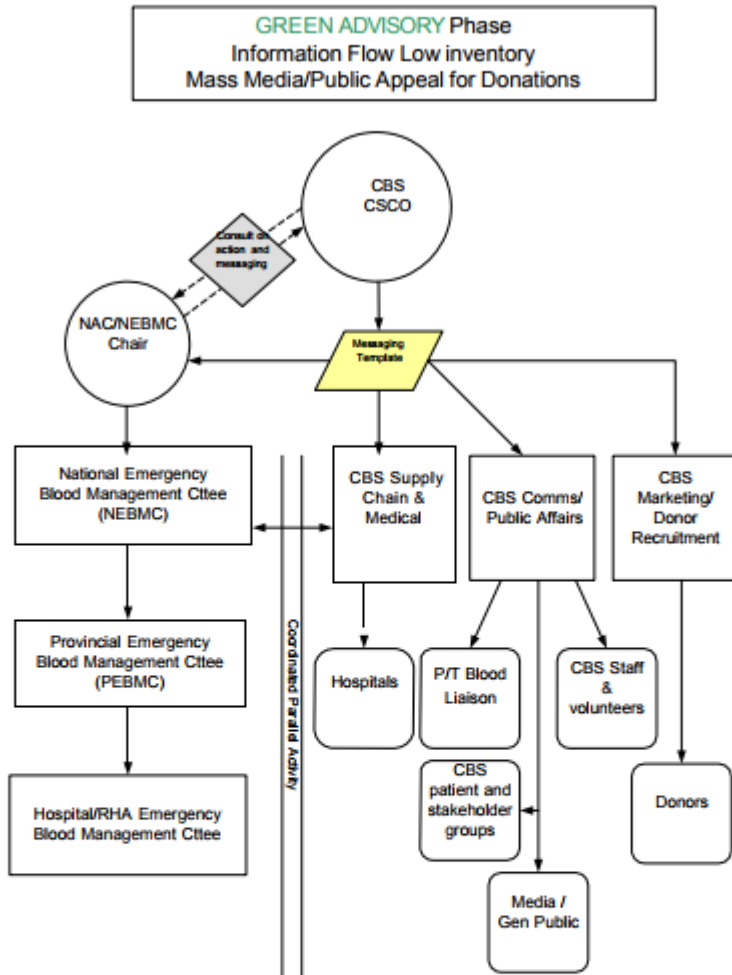 GREEN ADVISORY Phase
Information Flow Low inventory
Mass Media/Public Appeal for Donations
CBS
CSCO
Consult on
action and
messaging
NAC/NEBMC
Chair
Messaging
Template
National Emergency
Blood Management Cttee
(NEBMC)
CBS Supply
Chain &
Medical
CBS Comms/
Public Affairs
CBS
Marketing/
Donor
Recruitment
Coordinated Parallel Activity
Provincial Emergency
Blood Management Cttee
(PEBMC)
Hospitals
P/T Blood
Liaison
CBS Staff
&
volunteers
Hospital/RHA Emergency
Blood Management Cttee
CBS
patient and
stakeholder
groups
Donors
Media /
Gen Public